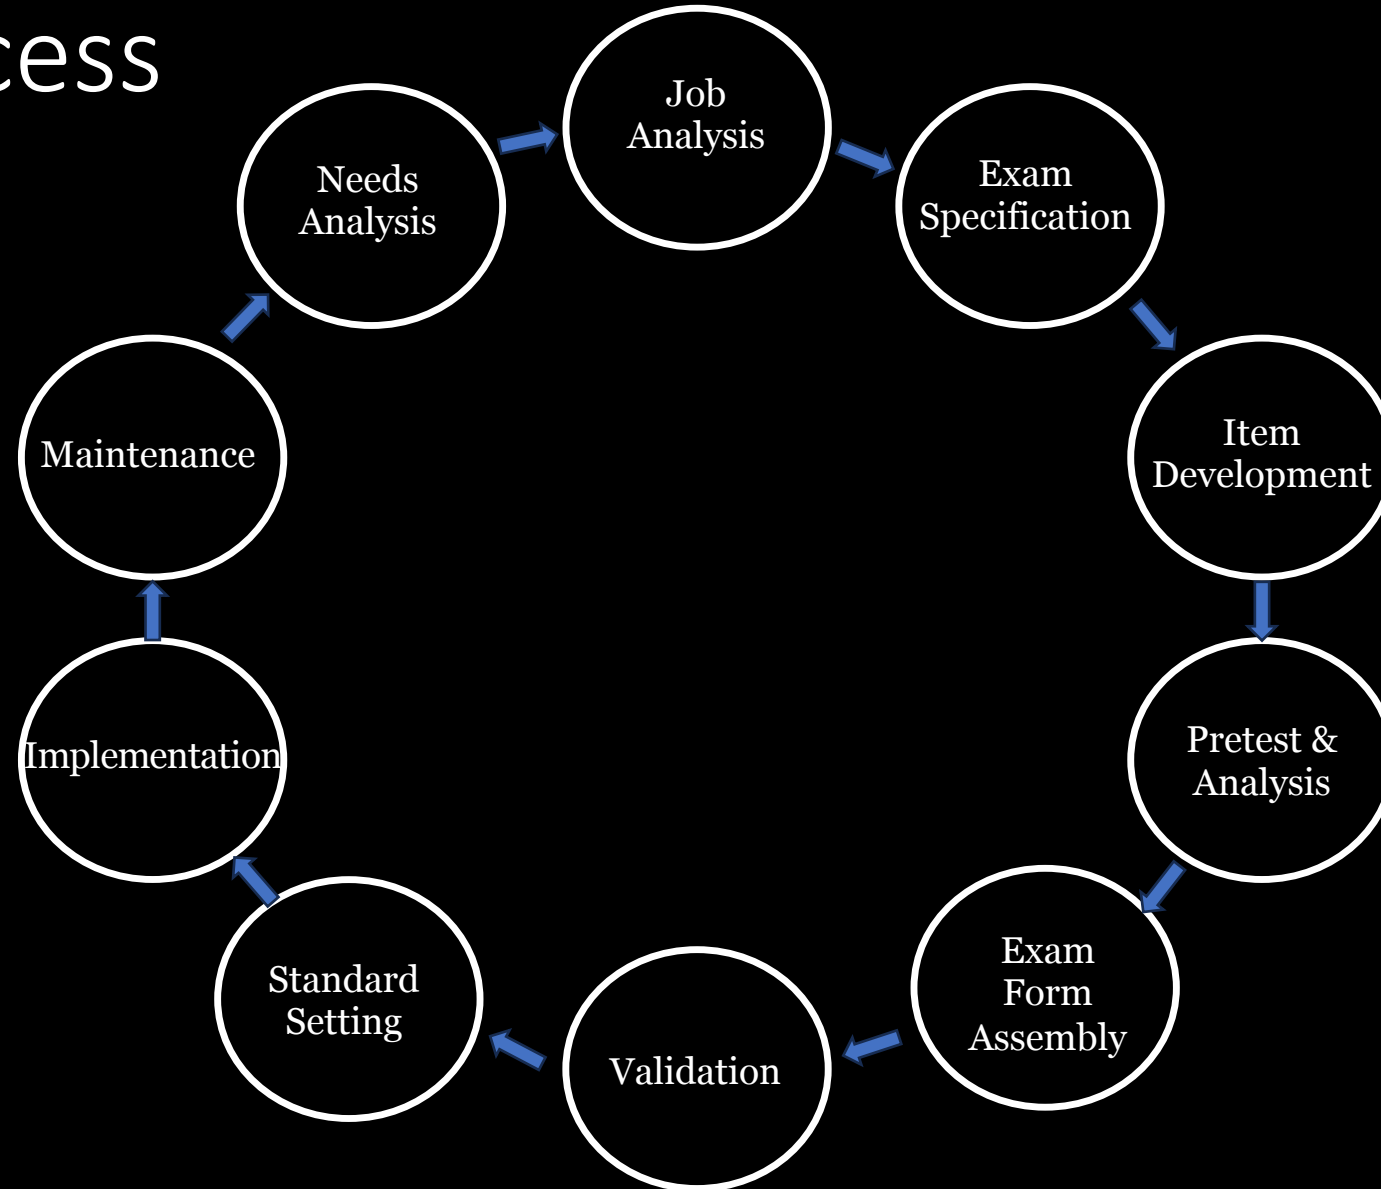 cess
Job
Analysis
Exam
Specification
Item
Development
Pretest &
Analysis
Exam
Form
Assembly
Validation
Standard
Setting
Implementation
Maintenance
Needs
Analysis